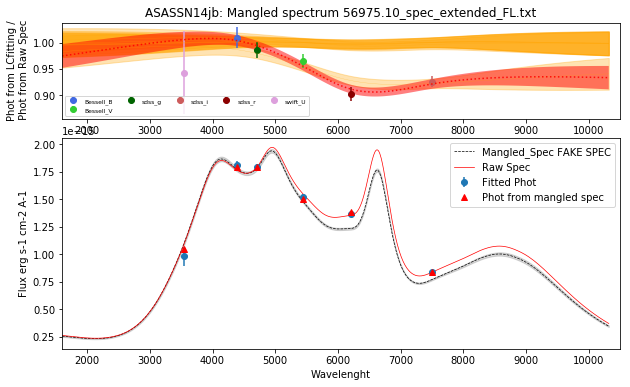 ASASSN14jb: Mangled spectrum 56975.10_spec_extended_FL.txt
Phot from LCfitting /
Phot from Raw Spec
1.00
0.95
0.90
Bessell_B
sdss_g
sdss_i
sdss_r
swift_U
Bessell_V
2000 3000 4000 5000 6000 7000 8000 9000 10000
1e−15
Flux erg s-1 cm-2 A-1
2.00
1.75
1.50
1.25
1.00
0.75
0.50
0.25
Mangled_Spec FAKE SPEC
Raw Spec
Fitted Phot
Phot from mangled spec
2000 3000 4000 5000 6000 7000 8000 9000 10000
Wavelenght